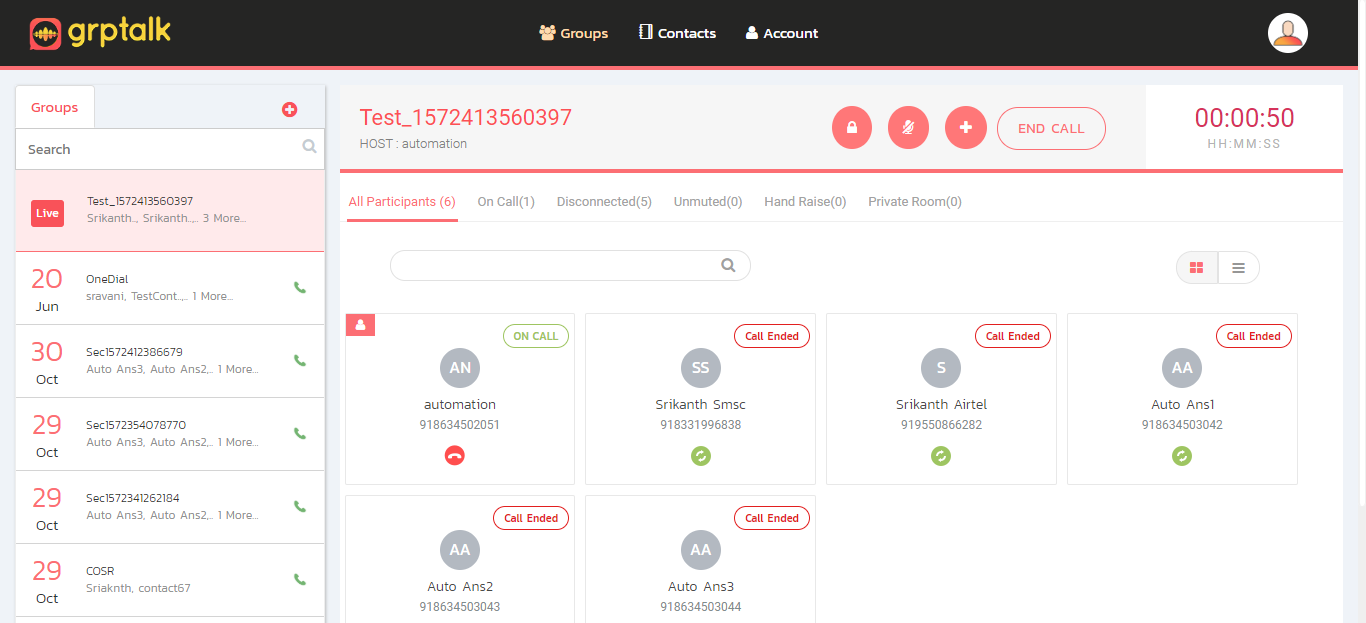 grptalk
Groups
Contacts
Account
Groups
Search
Live
Test_1572413560397
Srikanth.., Srikanth..,.. 3 More...
20
Jun
OneDial
sravani, TestCont..,.. 1 More...
30
Oct
Sec1572412386679
Auto Ans3, Auto Ans2,.. 1 More...
29
Oct
Sec1572354078770
Auto Ans3, Auto Ans2,.. 1 More...
29
Oct
Sec1572341262184
Auto Ans3, Auto Ans2,.. 1 More...
29
Oct
COSR
Sriaknth, contact67
Test_1572413560397
HOST : automation
END CALL
00:00:50
HH:MM:SS
All Participants (6)
On Call(1)
Disconnected(5)
Unmuted(0)
Hand Raise(0)
Private Room(0)
ON CALL
AN
automation
918634502051
Call Ended
SS
Srikanth Smsc
918331996838
Call Ended
S
Srikanth Airtel
919550866282
Call Ended
AA
Auto Ans1
918634503042
Call Ended
AA
Auto Ans2
918634503043
Call Ended
AA
Auto Ans3
918634503044